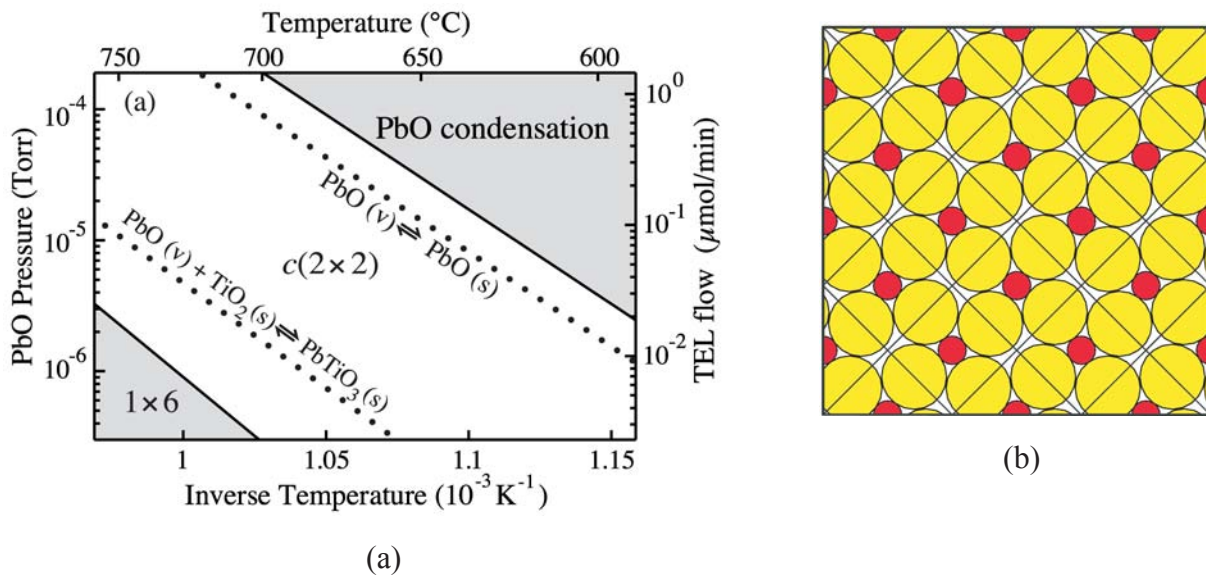 Temperature (°C)
750 700 650 600
(a)
PbO condensation
PbO (v) ⇌ PbO (s)
c(2×2)
PbO (v) + TiO₂ (s) ⇌ PbTiO₃ (s)
1×6
PbO Pressure (Torr)
10⁻⁴
10⁻⁵
10⁻⁶
10⁰
10⁻¹
10⁻²
TEL flow (μmol/min)
1 1.05 1.1 1.15
Inverse Temperature (10⁻³ K⁻¹)
(a)
(b)